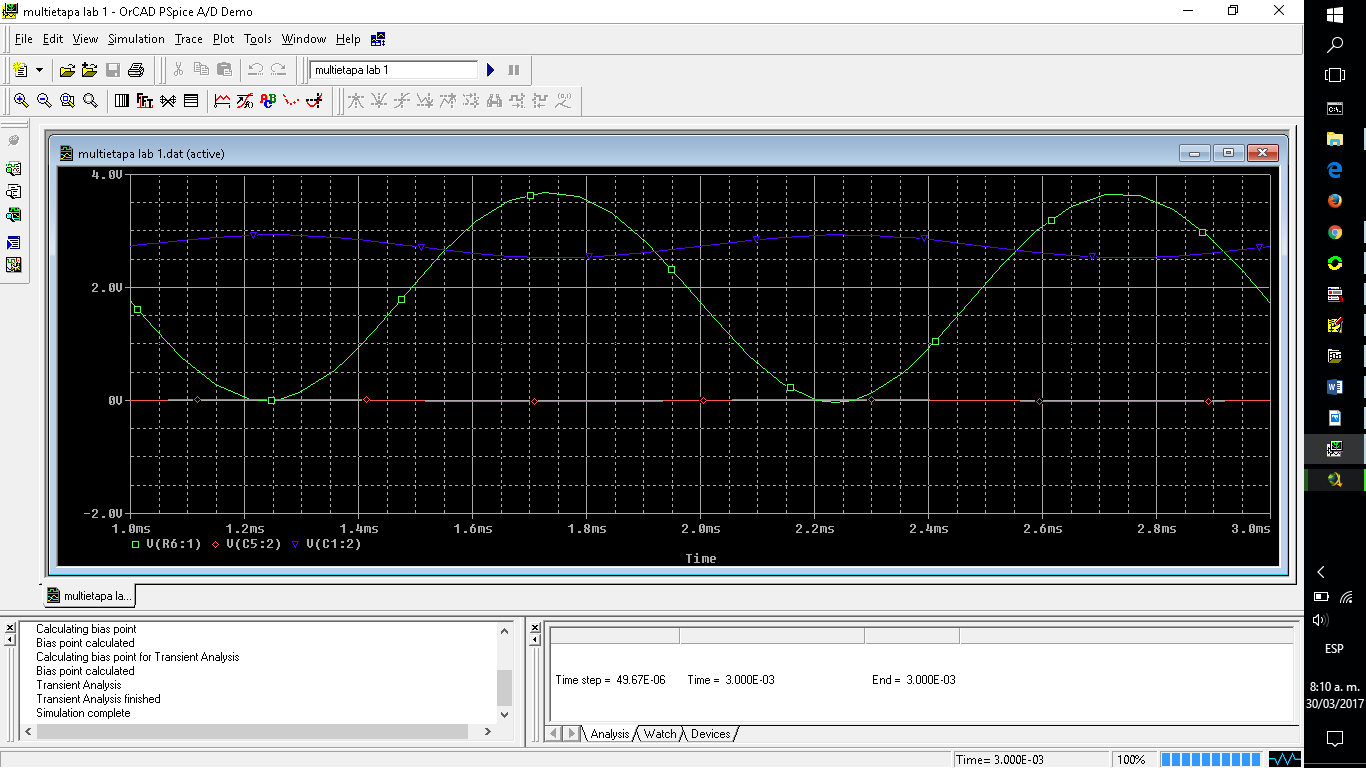 multietapa lab 1 - OrCAD PSpice A/D Demo
File Edit View Simulation Trace Plot Tools Window Help
multietapa lab 1
multietapa lab 1.dat (active)
4.0V
2.0V
0V
-2.0V
1.0ms 1.2ms 1.4ms 1.6ms 1.8ms 2.0ms 2.2ms 2.4ms 2.6ms 2.8ms 3.0ms
V(R6:1) V(C5:2) V(C1:2)
Time
multietapa la...
Calculating bias point
Bias point calculated
Calculating bias point for Transient Analysis
Bias point calculated
Transient Analysis
Transient Analysis finished
Simulation complete
Time step = 49.67E-06 Time = 3.000E-03 End = 3.000E-03
Analysis Watch Devices
Time= 3.000E-03 100%
ESP
8:10 a. m.
30/03/2017